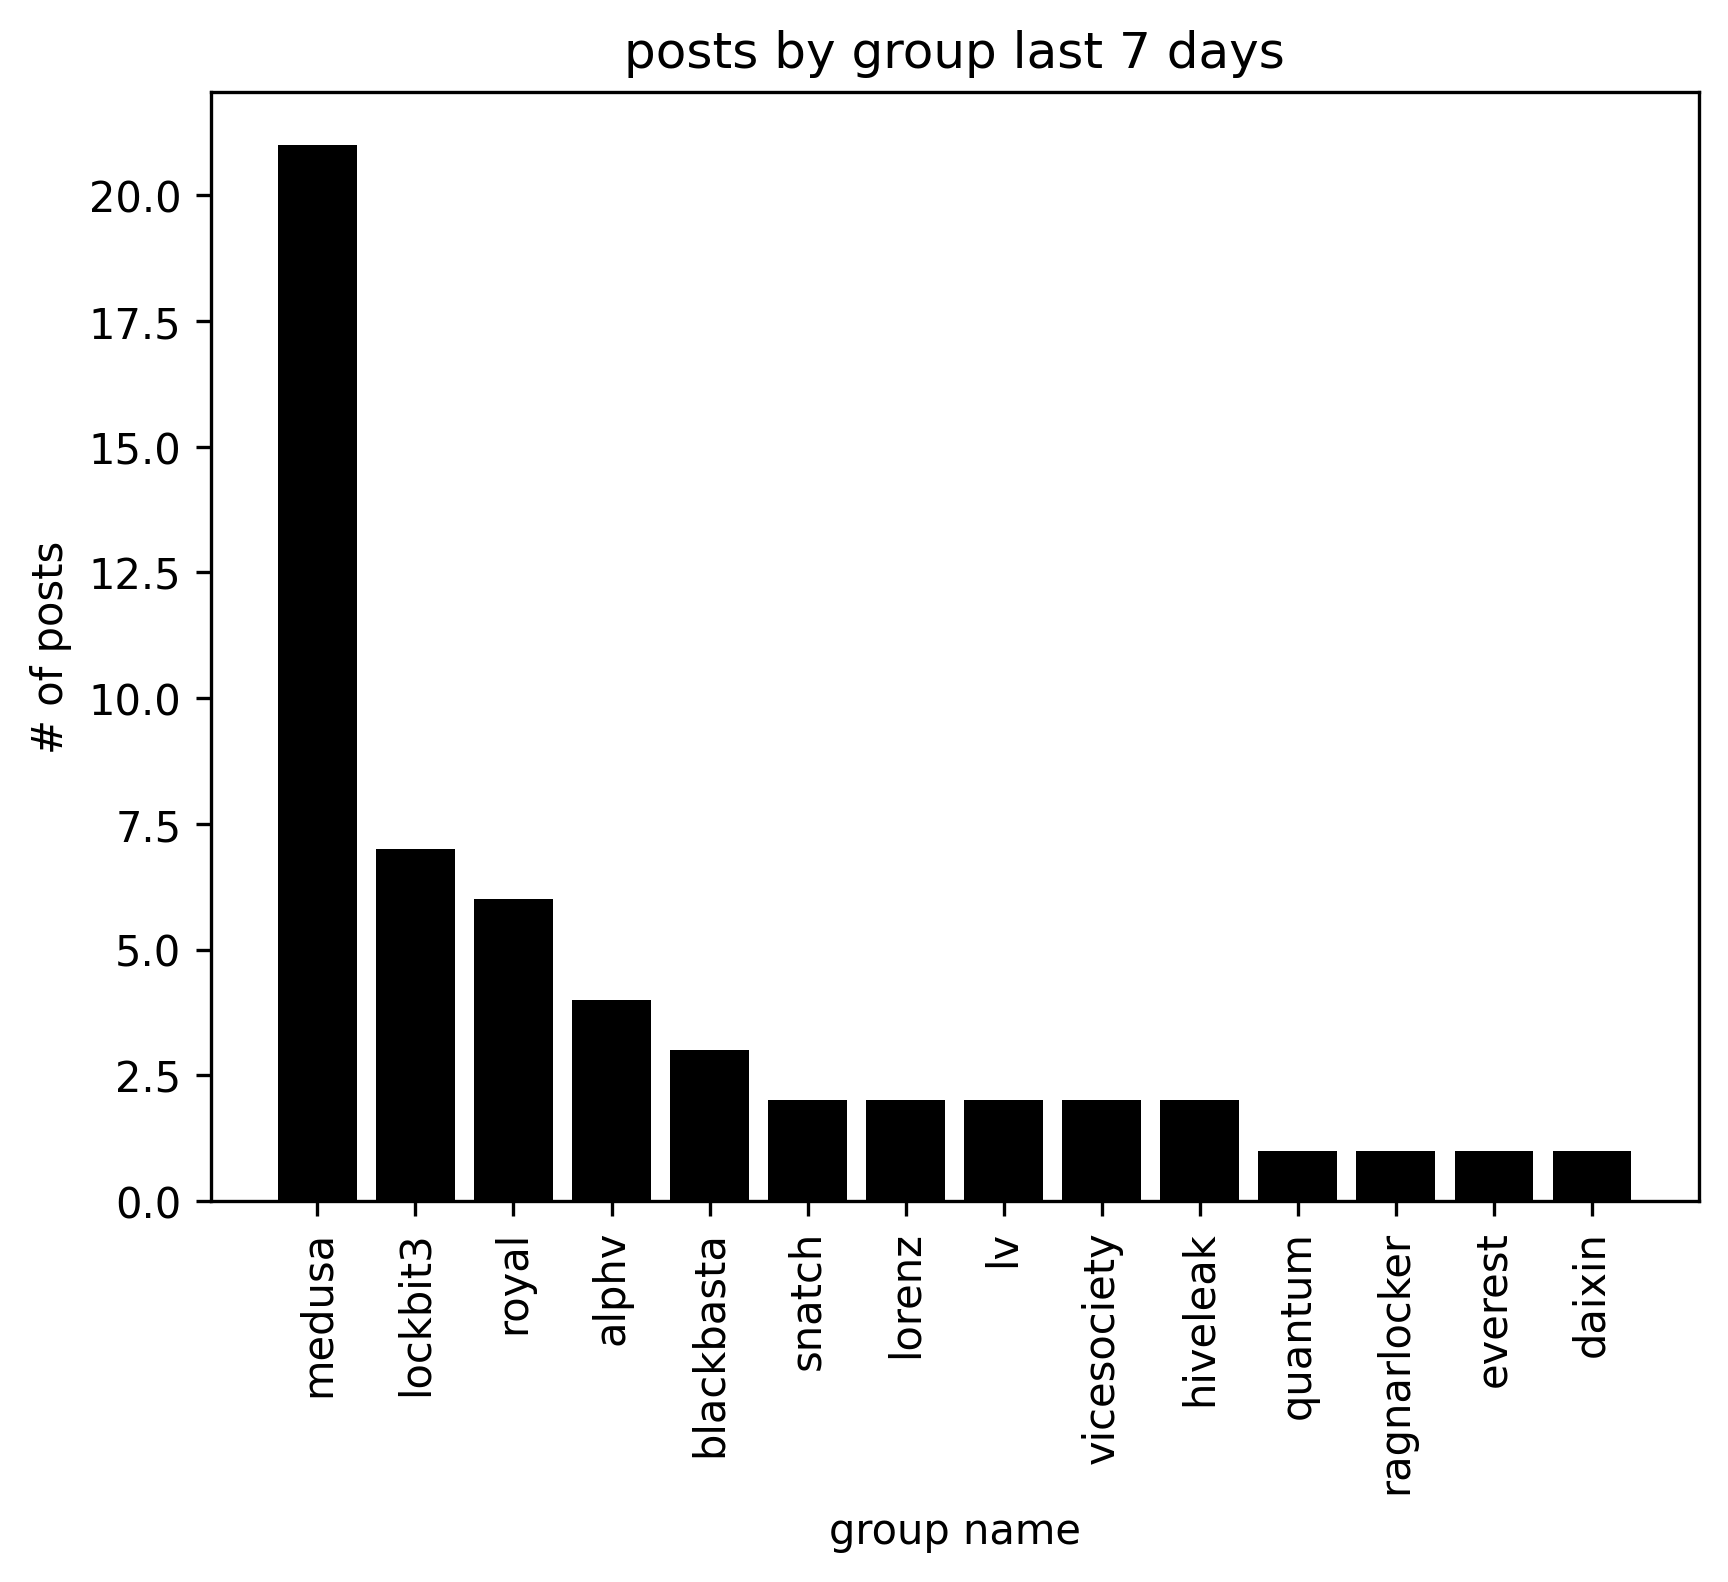 posts by group last 7 days
# of posts
20.0
17.5
15.0
12.5
10.0
7.5
5.0
2.5
0.0
medusa
lockbit3
royal
alphv
blackbasta
snatch
lorenz
lv
vicesociety
hiveleak
quantum
ragnarlocker
everest
daixin
group name